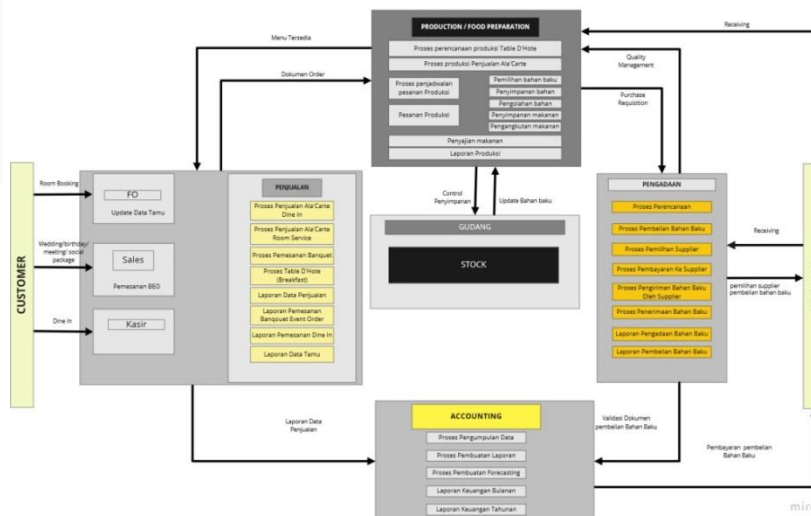 PRODUCTION / FOOD PREPARATION
Proses perencanaan produksi Table D'Hote
Proses produksi Penjualan Ala'Carte
Proses penjadwalan
pesanan Produksi
Pesanan Produksi
Pemilihan bahan baku
Penyimpanan bahan
Pengolahan bahan
Penyimpanan makanan
Pengangkutan makanan
Penyajian makanan
Laporan Produksi
Menu Tersedia
Dokumen Order
Receiving
Quality
Management
Purchase
Requisition
CUSTOMER
Room Booking
Wedding/birthday/
meeting/ social
package
Dine In
FO
Update Data Tamu
Sales
Pemesanan BEO
Kasir
PENJUALAN
Proses Penjualan Ala'Carte
Dine In
Proses Penjualan Ala'Carte
Room Service
Proses Pemesanan Banquet
Proses Table D'Hote
(Breakfast)
Laporan Data Penjualan
Laporan Pemesanan
Banqouet Event Order
Laporan Pemesanan Dine In
Laporan Data Tamu
Control
Penyimpanan
Update Bahan baku
GUDANG
STOCK
PENGADAAN
Proses Perencanaan
Proses Pembelian Bahan Baku
Proses Pemilihan Supplier
Proses Pembayaran Ke Supplier
Proses Pengiriman Bahan Baku
Oleh Supplier
Proses Penerimaan Bahan Baku
Laporan Pengadaan Bahan Baku
Laporan Pembelian Bahan Baku
Receiving
pemilihan supplier
pembelian bahan baku
Laporan Data
Penjualan
ACCOUNTING
Proses Pengumpulan Data
Proses Pembuatan Laporan
Proses Pembuatan Forecasting
Laporan Keuangan Bulanan
Laporan Keuangan Tahunan
Validasi Dokumen
pembelian Bahan Baku
Pembayaran pembelian
Bahan Baku